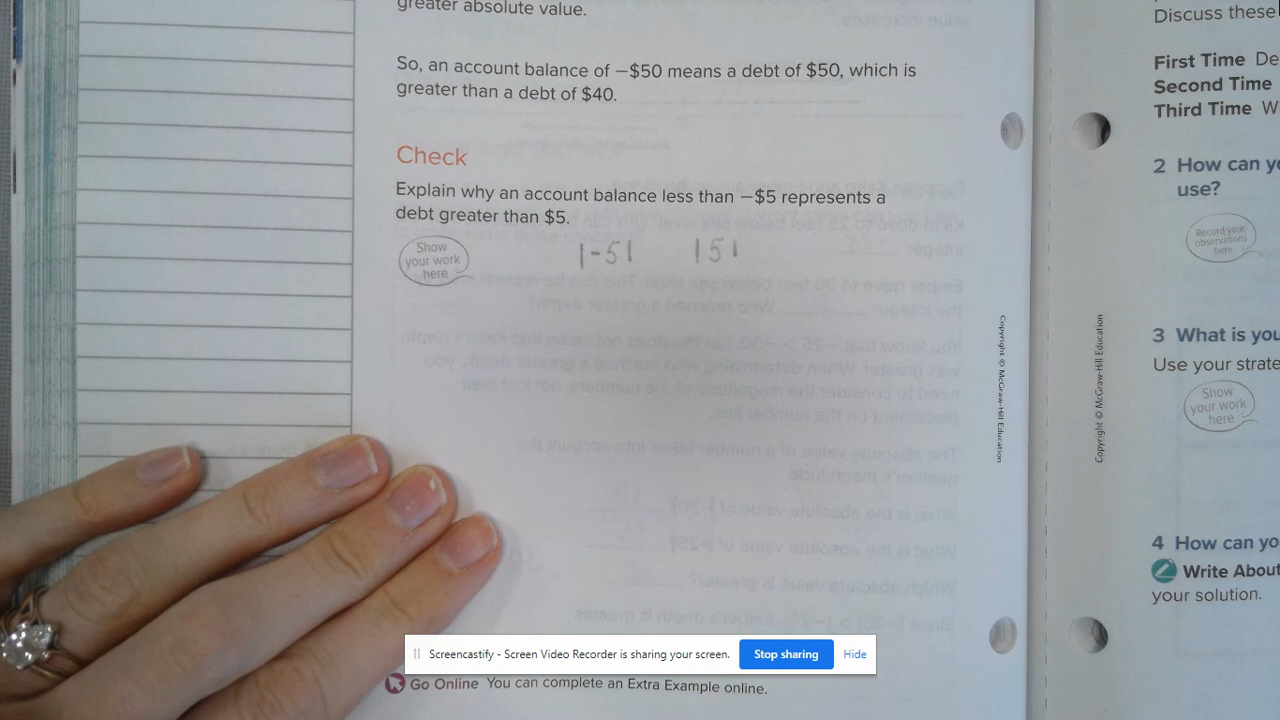 greater absolute value.
So, an account balance of −$50 means a debt of $50, which is
greater than a debt of $40.
Check
Explain why an account balance less than −$5 represents a
debt greater than $5.
Show
your work
here
|-5| |5|
Go Online You can complete an Extra Example online.
Copyright © McGraw-Hill Education
Copyright © McGraw-Hill Education
Discuss these
First Time De
Second Time
Third Time W
2 How can yo
use?
Record your
observations
here
3 What is you
Use your strate
Show
your work
here
4 How can yo
Write About
your solution.
Screencastify - Screen Video Recorder is sharing your screen. Stop sharing Hide